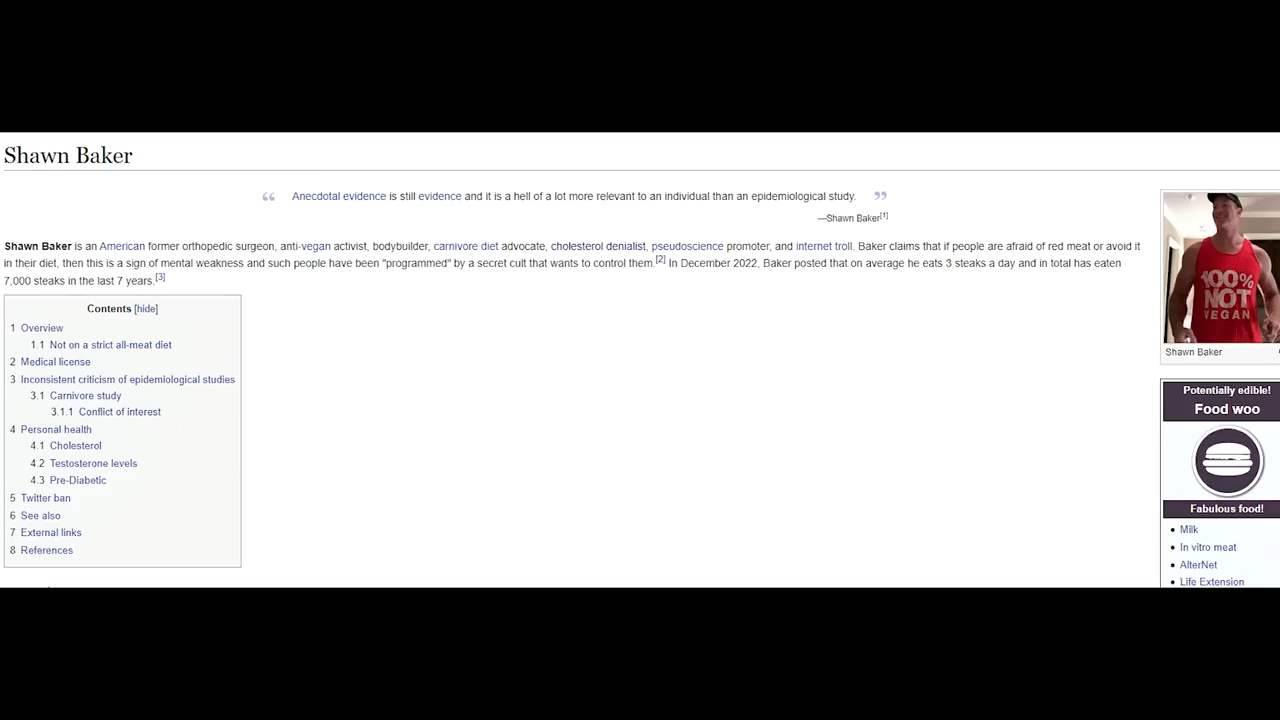 Shawn Baker
“ Anecdotal evidence is still evidence and it is a hell of a lot more relevant to an individual than an epidemiological study. ”
—Shawn Baker[1]
Shawn Baker is an American former orthopedic surgeon, anti-vegan activist, bodybuilder, carnivore diet advocate, cholesterol denialist, pseudoscience promoter, and internet troll. Baker claims that if people are afraid of red meat or avoid it
in their diet, then this is a sign of mental weakness and such people have been "programmed" by a secret cult that wants to control them.[2] In December 2022, Baker posted that on average he eats 3 steaks a day and in total has eaten
7,000 steaks in the last 7 years.[3]
Contents [hide]
1 Overview
1.1 Not on a strict all-meat diet
2 Medical license
3 Inconsistent criticism of epidemiological studies
3.1 Carnivore study
3.1.1 Conflict of interest
4 Personal health
4.1 Cholesterol
4.2 Testosterone levels
4.3 Pre-Diabetic
5 Twitter ban
6 See also
7 External links
8 References
100%
NOT
VEGAN
Shawn Baker
Potentially edible!
Food woo
Fabulous food!
• Milk
• In vitro meat
• AlterNet
• Life Extension